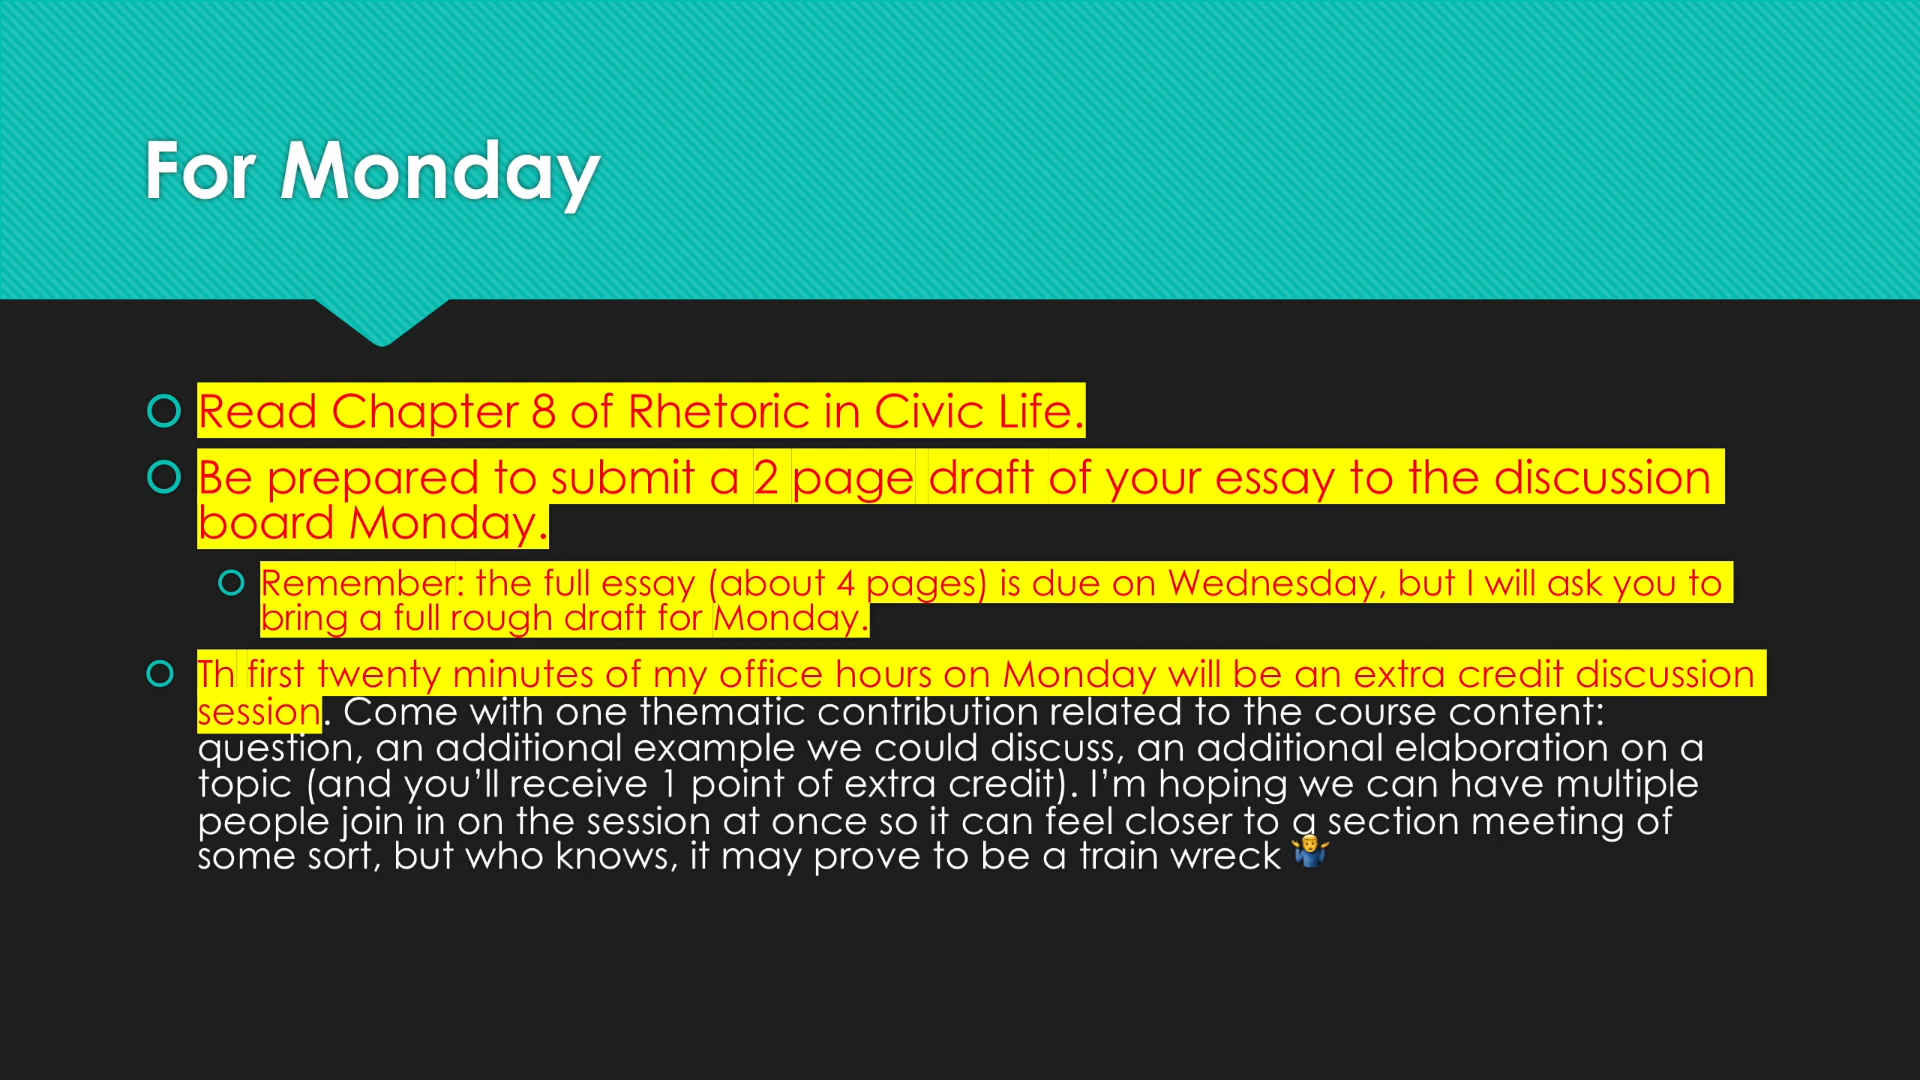 For Monday
Read Chapter 8 of Rhetoric in Civic Life.
Be prepared to submit a 2 page draft of your essay to the discussion
board Monday.
Remember: the full essay (about 4 pages) is due on Wednesday, but I will ask you to
bring a full rough draft for Monday.
Th first twenty minutes of my office hours on Monday will be an extra credit discussion
session. Come with one thematic contribution related to the course content:
question, an additional example we could discuss, an additional elaboration on a
topic (and you’ll receive 1 point of extra credit). I’m hoping we can have multiple
people join in on the session at once so it can feel closer to a section meeting of
some sort, but who knows, it may prove to be a train wreck 🤷‍♂️